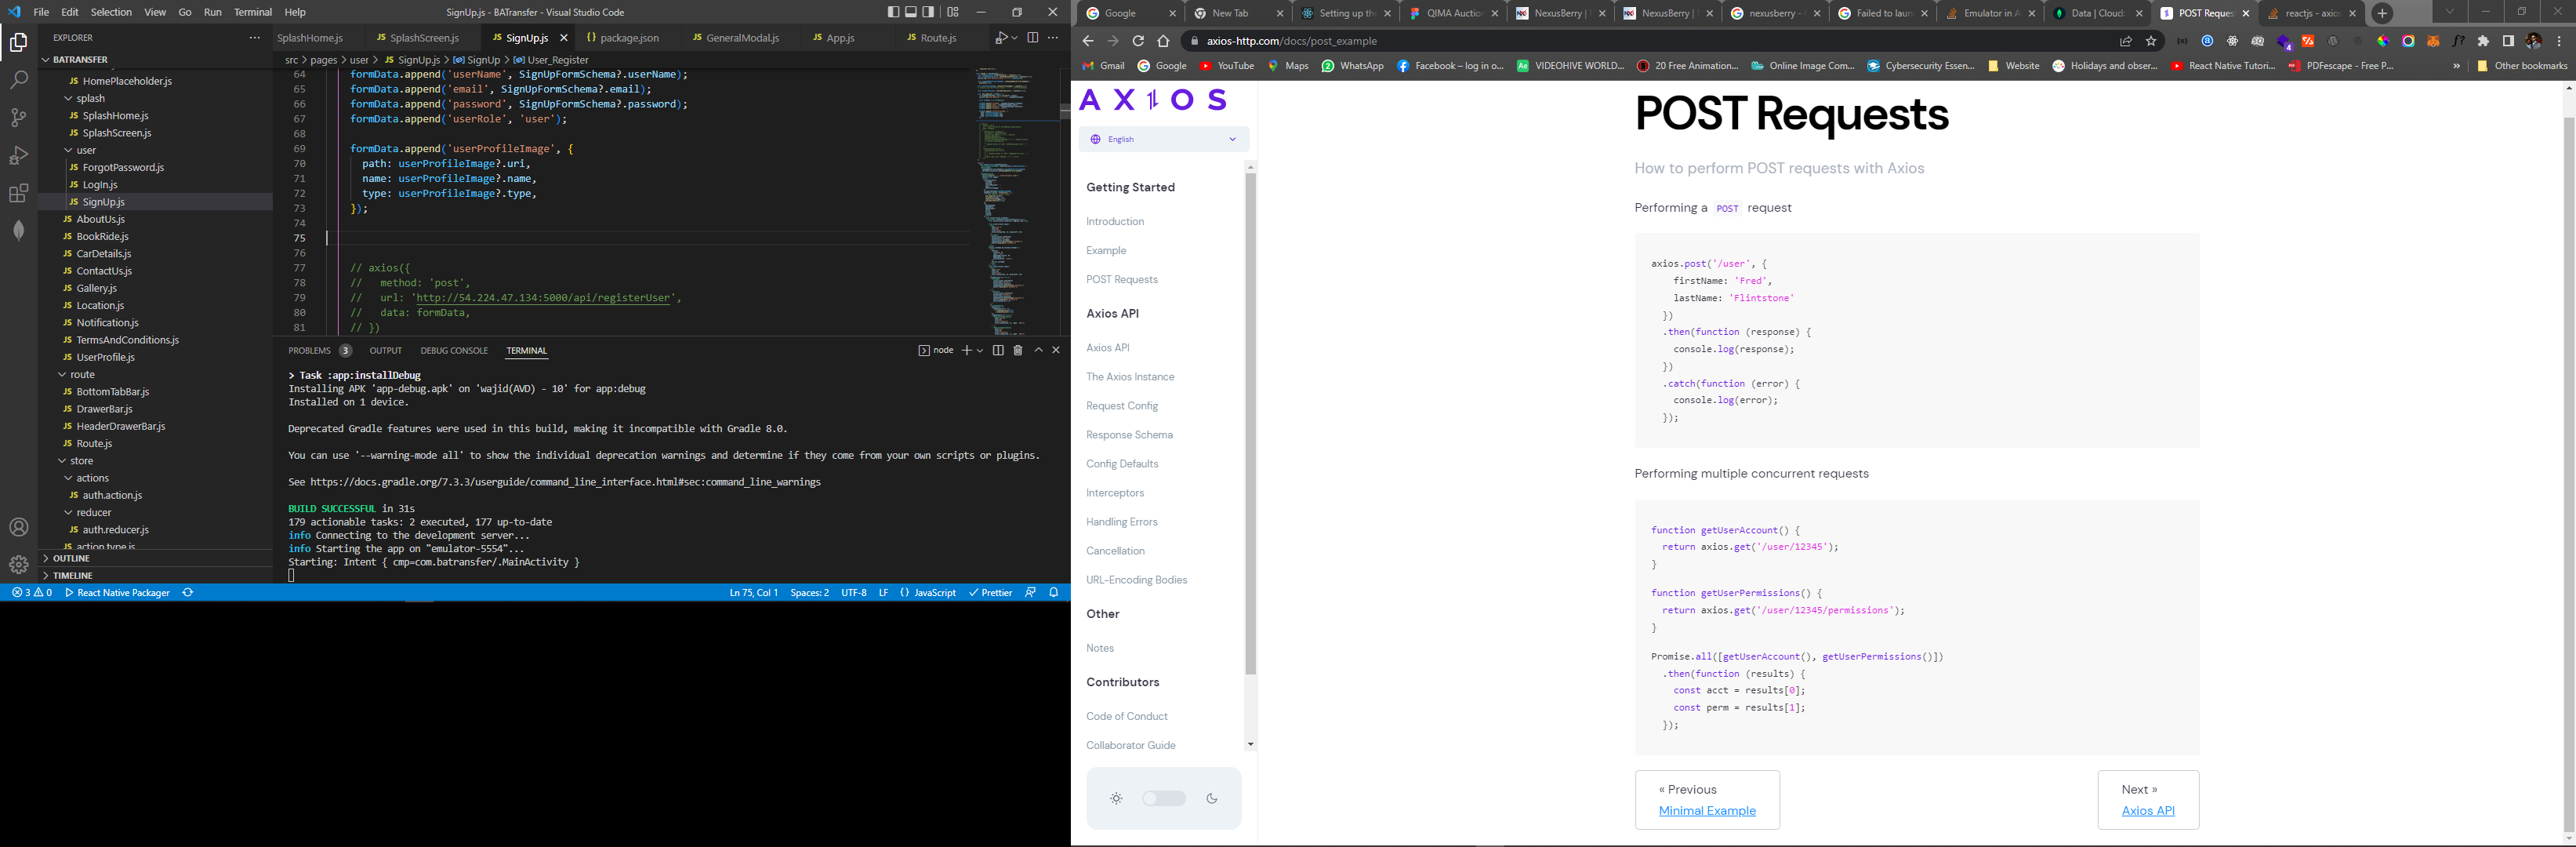 File Edit Selection View Go Run Terminal Help
SignUp.js - BATransfer - Visual Studio Code
EXPLORER
BATRANSFER
HomePlaceholder.js
splash
SplashHome.js
SplashScreen.js
user
ForgotPassword.js
LogIn.js
SignUp.js
AboutUs.js
BookRide.js
CarDetails.js
ContactUs.js
Gallery.js
Location.js
Notification.js
TermsAndConditions.js
UserProfile.js
route
BottomTabBar.js
DrawerBar.js
HeaderDrawerBar.js
Route.js
store
actions
auth.action.js
reducer
auth.reducer.js
action.type.js
OUTLINE
TIMELINE
SplashHome.js SplashScreen.js SignUp.js package.json GeneralModal.js App.js Route.js
src > pages > user > SignUp.js > SignUp > User_Register
64 formData.append('userName', SignUpFormSchema?.userName);
65 formData.append('email', SignUpFormSchema?.email);
66 formData.append('password', SignUpFormSchema?.password);
67 formData.append('userRole', 'user');
68
69 formData.append('userProfileImage', {
70 path: userProfileImage?.uri,
71 name: userProfileImage?.name,
72 type: userProfileImage?.type,
73 });
74
75
76
77 // axios({
78 // method: 'post',
79 // url: 'http://54.224.47.134:5000/api/registerUser',
80 // data: formData,
81 // })
PROBLEMS 3 OUTPUT DEBUG CONSOLE TERMINAL
node
> Task :app:installDebug
Installing APK 'app-debug.apk' on 'wajid(AVD) - 10' for app:debug
Installed on 1 device.
Deprecated Gradle features were used in this build, making it incompatible with Gradle 8.0.
You can use '--warning-mode all' to show the individual deprecation warnings and determine if they come from your own scripts or plugins.
See https://docs.gradle.org/7.3.3/userguide/command_line_interface.html#sec:command_line_warnings
BUILD SUCCESSFUL in 31s
179 actionable tasks: 2 executed, 177 up-to-date
info Connecting to the development server...
info Starting the app on "emulator-5554"...
Starting: Intent { cmp=com.batransfer/.MainActivity }
3 0 React Native Packager
Ln 75, Col 1 Spaces: 2 UTF-8 LF {} JavaScript Prettier
Google New Tab Setting up the QIMA Auction NexusBerry | NexusBerry | nexusberry - Failed to laun Emulator in A Data | Cloud: POST Reques reactjs - axios
axios-http.com/docs/post_example
Gmail Google YouTube Maps WhatsApp Facebook – log in o... VIDEOHIVE WORLD... 20 Free Animation... Online Image Com... Cybersecurity Essen... Website Holidays and obser... React Native Tutori... PDFescape - Free P... » Other bookmarks
AXIOS
English
Getting Started
Introduction
Example
POST Requests
Axios API
Axios API
The Axios Instance
Request Config
Response Schema
Config Defaults
Interceptors
Handling Errors
Cancellation
URL-Encoding Bodies
Other
Notes
Contributors
Code of Conduct
Collaborator Guide
POST Requests
How to perform POST requests with Axios
Performing a POST request
axios.post('/user', {
firstName: 'Fred',
lastName: 'Flintstone'
})
.then(function (response) {
console.log(response);
})
.catch(function (error) {
console.log(error);
});
Performing multiple concurrent requests
function getUserAccount() {
return axios.get('/user/12345');
}
function getUserPermissions() {
return axios.get('/user/12345/permissions');
}
Promise.all([getUserAccount(), getUserPermissions()])
.then(function (results) {
const acct = results[0];
const perm = results[1];
});
« Previous
Minimal Example
Next »
Axios API